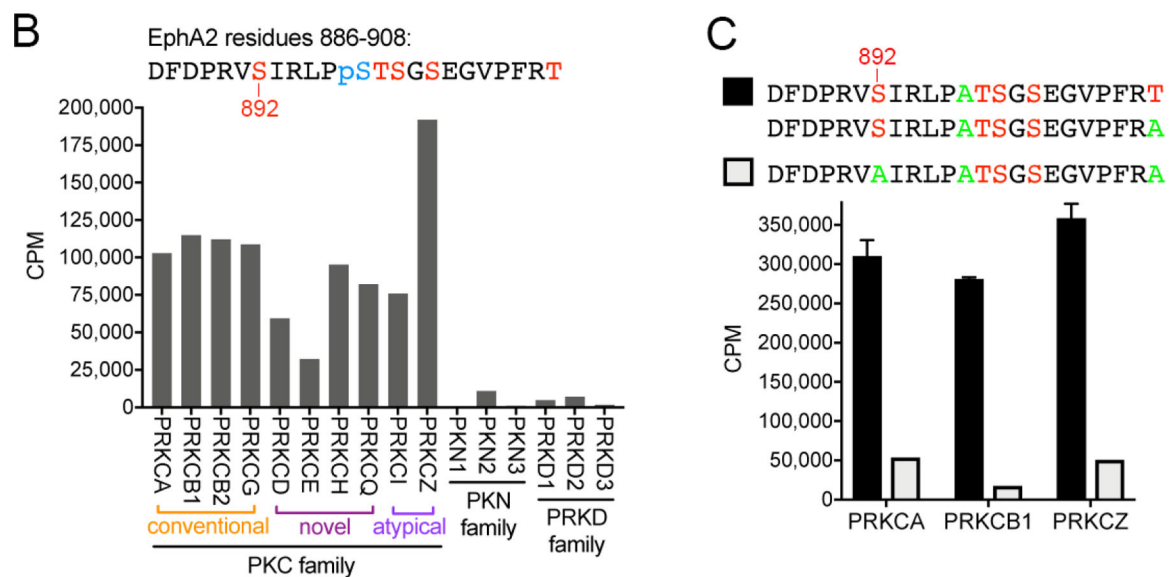 B
EphA2 residues 886-908:
DFDPRVSIRLPpSTSGSEGVPFRT
892
CPM
200,000
175,000
150,000
125,000
100,000
75,000
50,000
25,000
0
PRKCA
PRKCB1
PRKCB2
PRKCG
PRKCD
PRKCE
PRKCH
PRKCQ
PRKCI
PRKCZ
PKN1
PKN2
PKN3
PRKD1
PRKD2
PRKD3
conventional
novel
atypical
PKC family
PKN
family
PRKD
family
C
892
DFDPRVSIRLPATSGSEGVPFRT
DFDPRVSIRLPATSGSEGVPFRA
DFDPRVAIRLPATSGSEGVPFRA
CPM
350,000
300,000
250,000
200,000
150,000
100,000
50,000
0
PRKCA
PRKCB1
PRKCZ